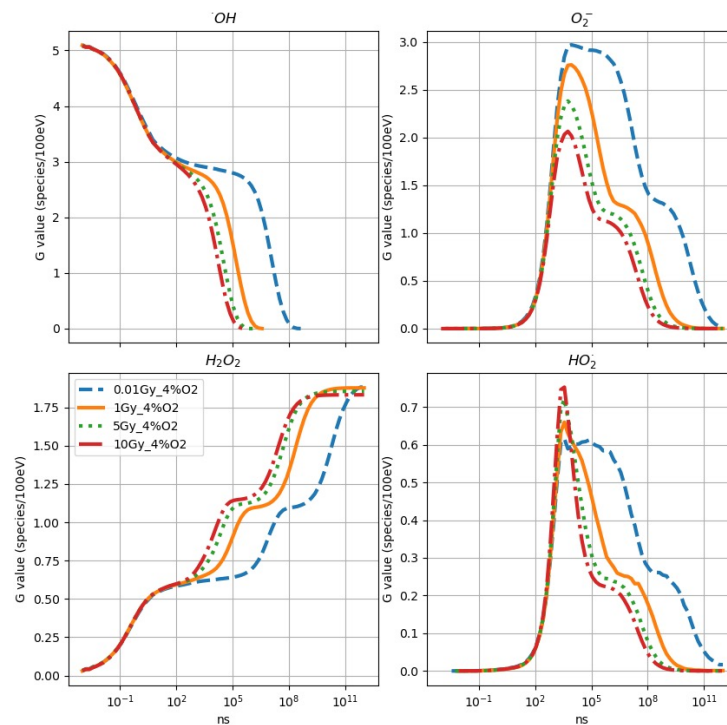 ˙OH
O₂⁻
G value (species/100eV)
5
4
3
2
1
0
G value (species/100eV)
3.0
2.5
2.0
1.5
1.0
0.5
0.0
H₂O₂
HO₂˙
G value (species/100eV)
1.75
1.50
1.25
1.00
0.75
0.50
0.25
0.00
0.01Gy_4%O2
1Gy_4%O2
5Gy_4%O2
10Gy_4%O2
G value (species/100eV)
0.7
0.6
0.5
0.4
0.3
0.2
0.1
0.0
10⁻¹ 10² 10⁵ 10⁸ 10¹¹
ns
10⁻¹ 10² 10⁵ 10⁸ 10¹¹
ns